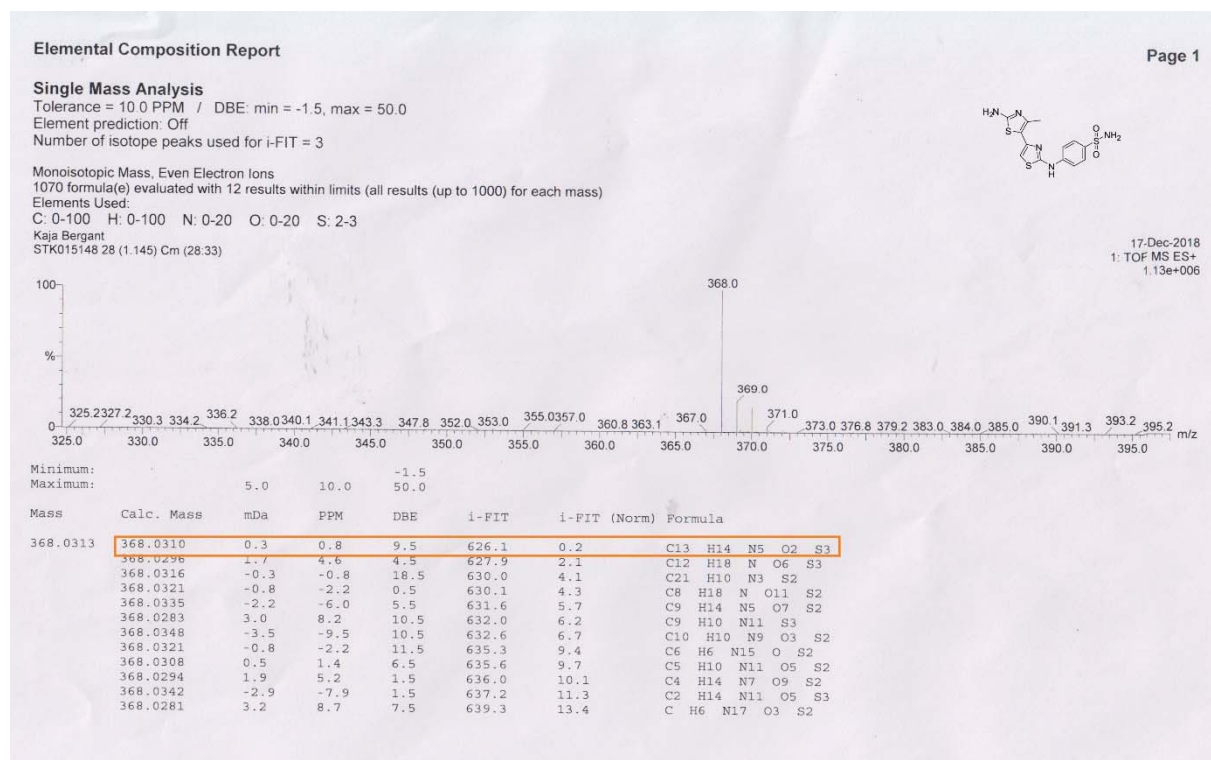 Elemental Composition Report
Page 1
Single Mass Analysis
Tolerance = 10.0 PPM / DBE: min = -1.5, max = 50.0
Element prediction: Off
Number of isotope peaks used for i-FIT = 3
H₂N N S N S N H S O O NH₂
Monoisotopic Mass, Even Electron Ions
1070 formula(e) evaluated with 12 results within limits (all results (up to 1000) for each mass)
Elements Used:
C: 0-100 H: 0-100 N: 0-20 O: 0-20 S: 2-3
Kaja Bergant
STK015148 28 (1.145) Cm (28:33)
17-Dec-2018
1: TOF MS ES+
1.13e+006
100
%
0
368.0
369.0
325.2 327.2 330.3 334.2 336.2 338.0 340.1 341.1 343.3 347.8 352.0 353.0 355.0 357.0 360.8 363.1 367.0 371.0 373.0 376.8 379.2 383.0 384.0 385.0 390.1 391.3 393.2 395.2 m/z
325.0 330.0 335.0 340.0 345.0 350.0 355.0 360.0 365.0 370.0 375.0 380.0 385.0 390.0 395.0
Minimum: -1.5
Maximum: 5.0 10.0 50.0
Mass Calc. Mass mDa PPM DBE i-FIT i-FIT (Norm) Formula
368.0313 368.0310 0.3 0.8 9.5 626.1 0.2 C13 H14 N5 O2 S3
368.0296 1.7 4.6 4.5 627.9 2.1 C12 H18 N O6 S3
368.0316 -0.3 -0.8 18.5 630.0 4.1 C21 H10 N3 S2
368.0321 -0.8 -2.2 0.5 630.1 4.3 C8 H18 N O11 S2
368.0335 -2.2 -6.0 5.5 631.6 5.7 C9 H14 N5 O7 S2
368.0283 3.0 8.2 10.5 632.0 6.2 C9 H10 N11 S3
368.0348 -3.5 -9.5 10.5 632.6 6.7 C10 H10 N9 O3 S2
368.0321 -0.8 -2.2 11.5 635.3 9.4 C6 H6 N15 O S2
368.0308 0.5 1.4 6.5 635.6 9.7 C5 H10 N11 O5 S2
368.0294 1.9 5.2 1.5 636.0 10.1 C4 H14 N7 O9 S2
368.0342 -2.9 -7.9 1.5 637.2 11.3 C2 H14 N11 O5 S3
368.0281 3.2 8.7 7.5 639.3 13.4 C H6 N17 O3 S2